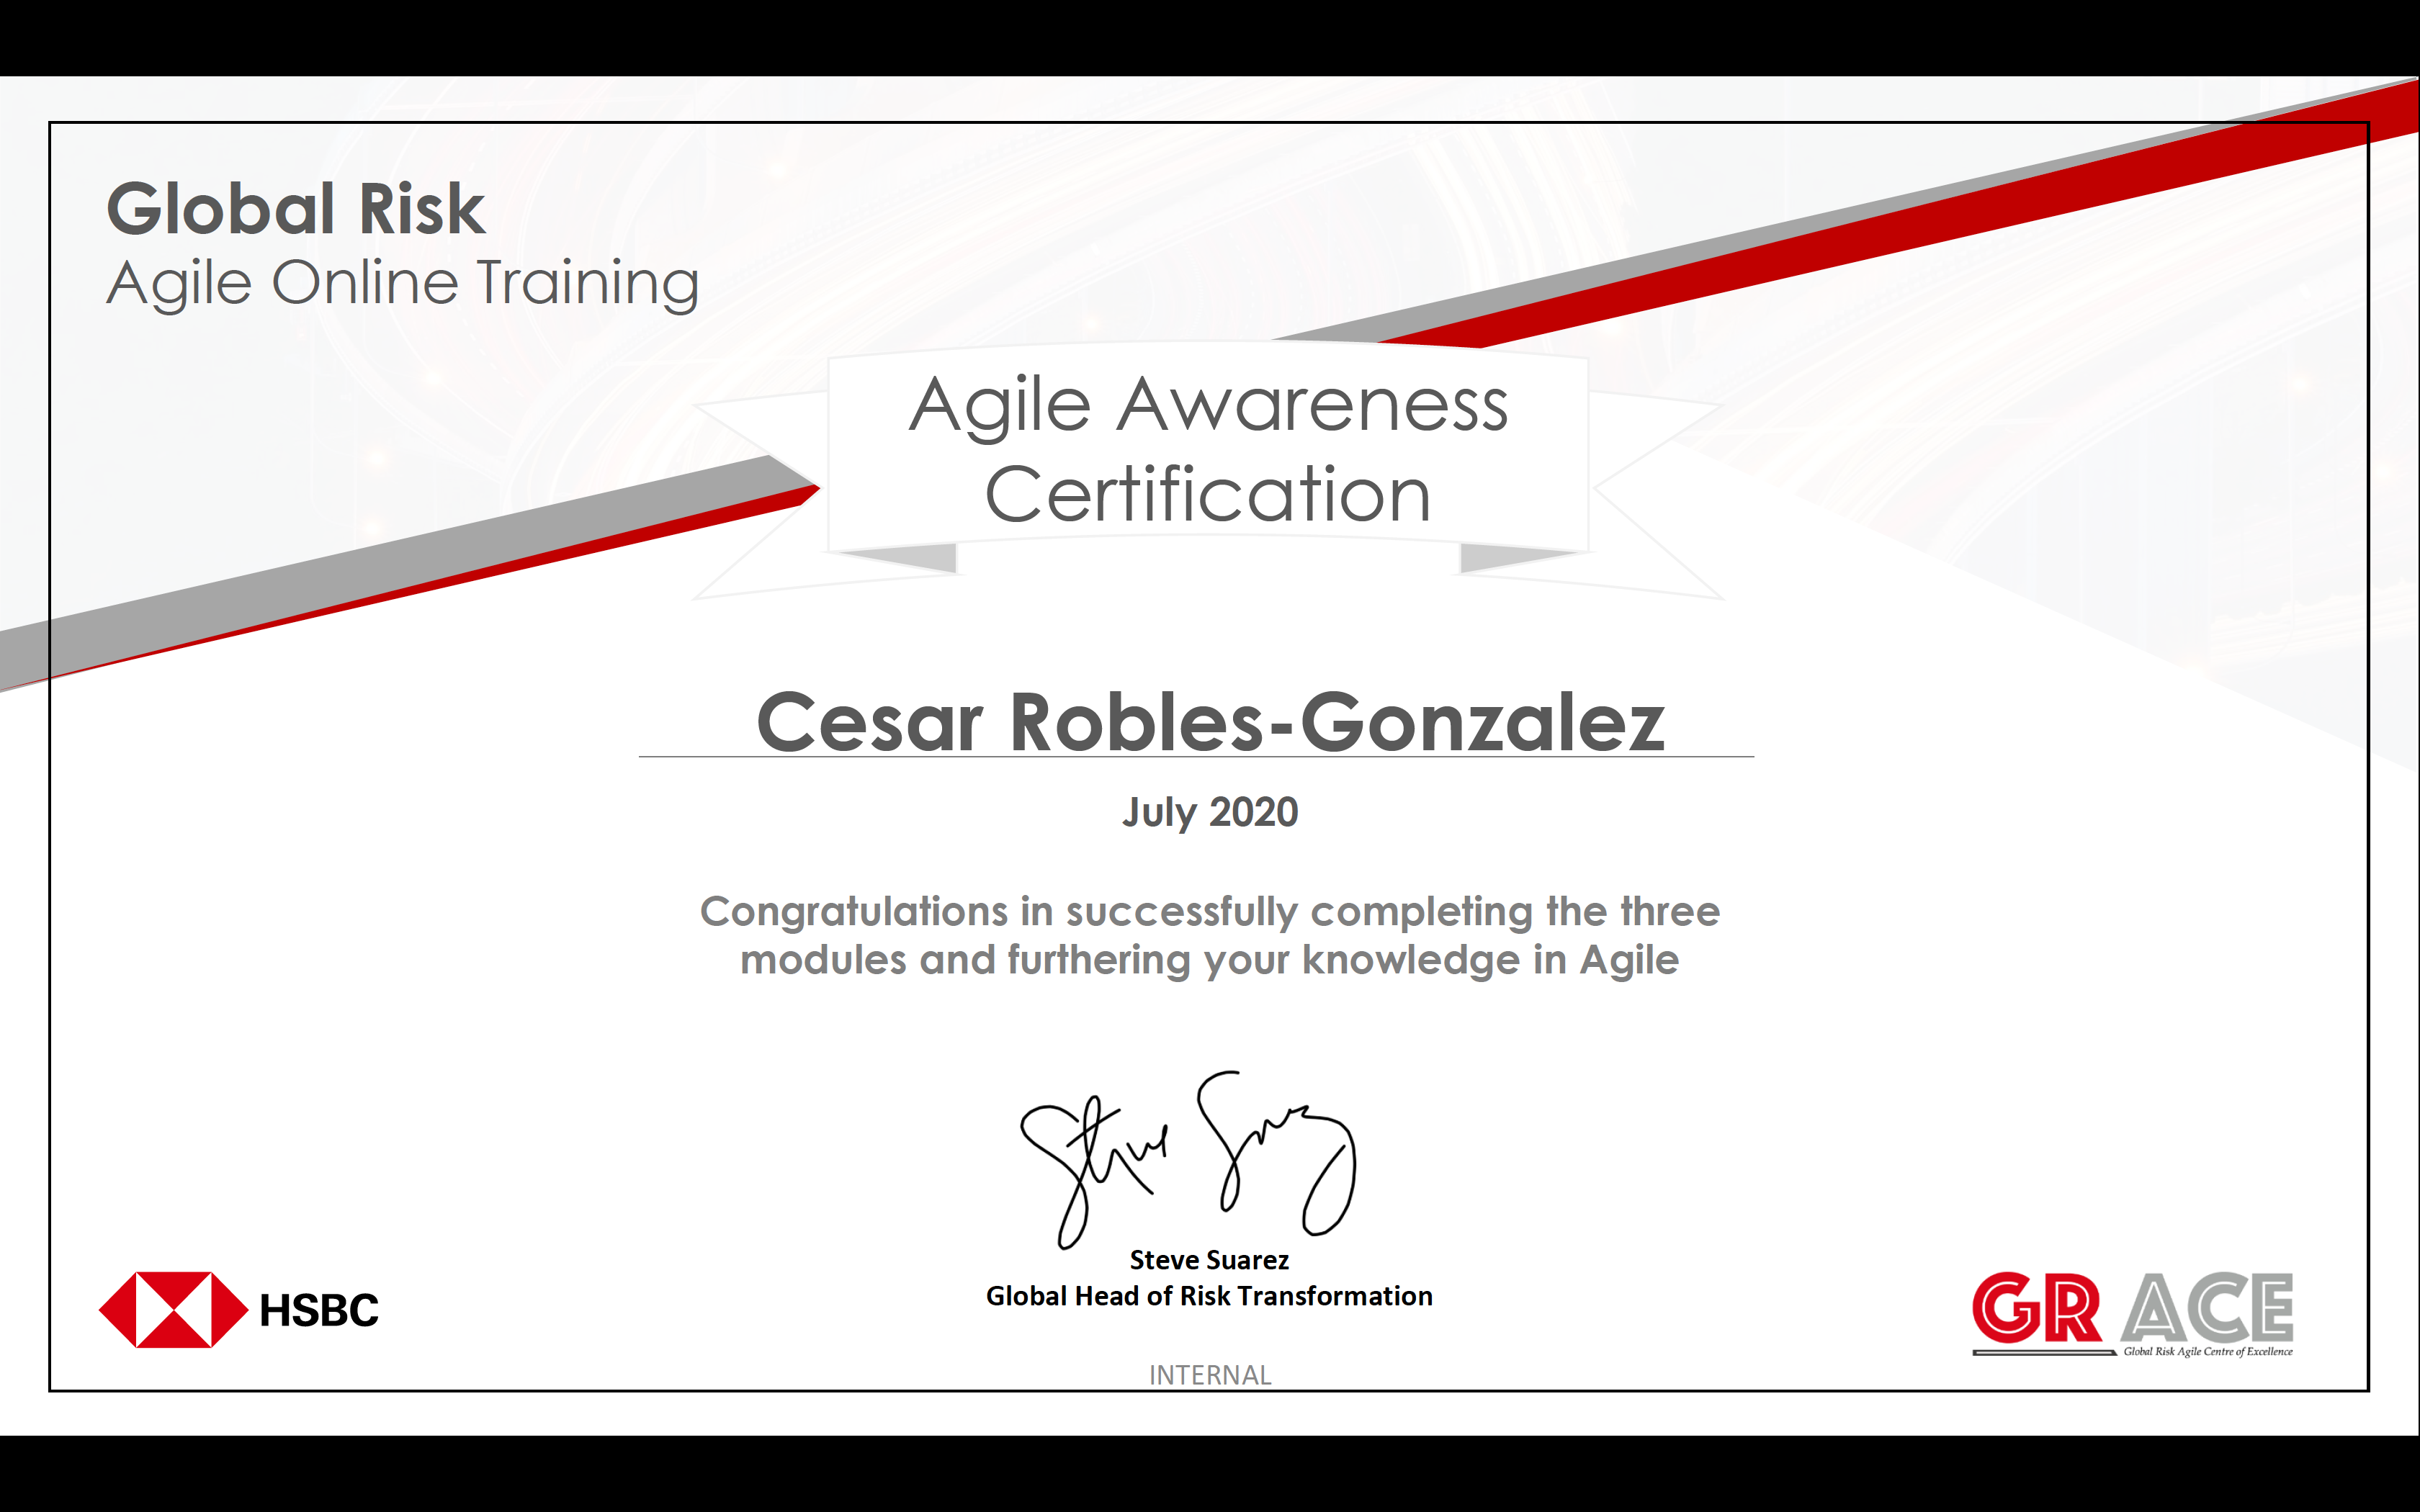 Global Risk
Agile Online Training
Agile Awareness
Certification
Cesar Robles-Gonzalez
July 2020
Congratulations in successfully completing the three
modules and furthering your knowledge in Agile
Steve Suarez
Steve Suarez
Global Head of Risk Transformation
HSBC
GR ACE
Global Risk Agile Centre of Excellence
INTERNAL